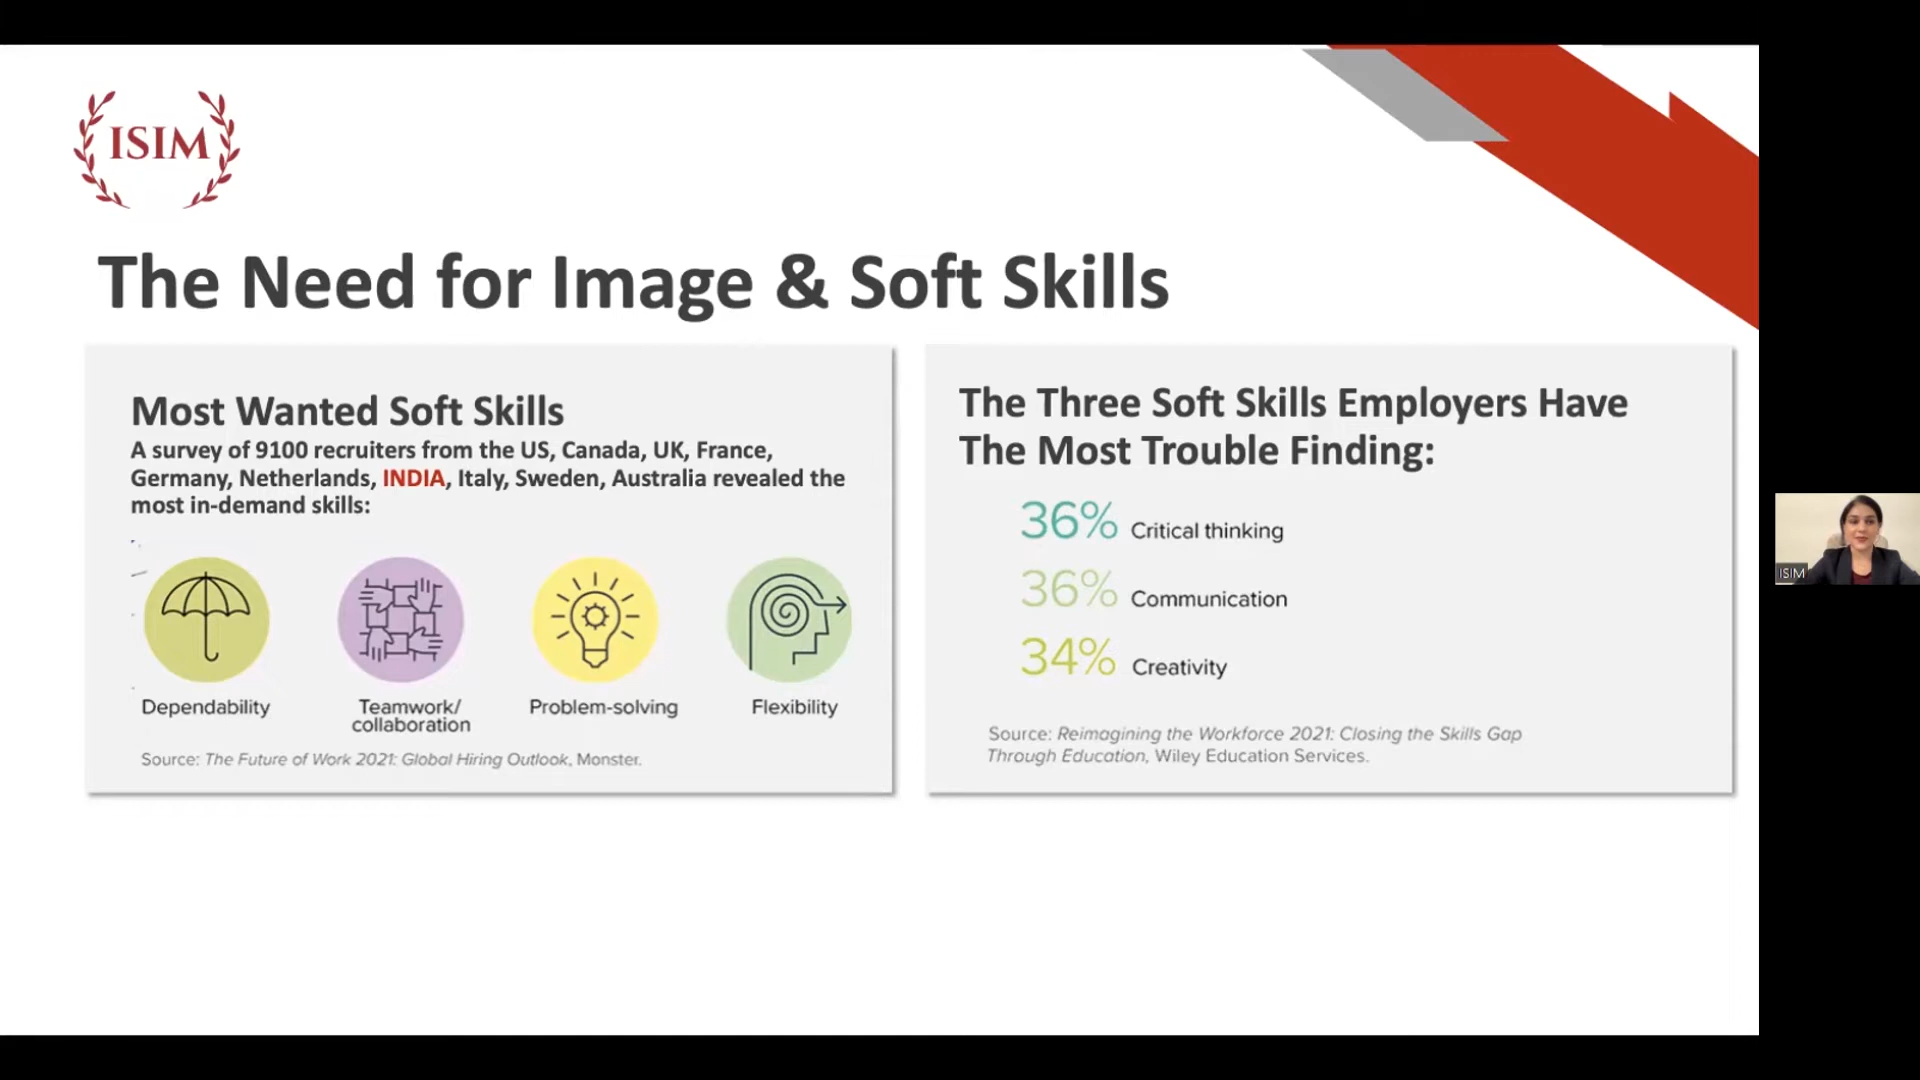 ISIM
The Need for Image & Soft Skills
Most Wanted Soft Skills
A survey of 9100 recruiters from the US, Canada, UK, France,
Germany, Netherlands, INDIA, Italy, Sweden, Australia revealed the
most in-demand skills:
Dependability
Teamwork/
collaboration
Problem-solving
Flexibility
Source: The Future of Work 2021: Global Hiring Outlook, Monster.
The Three Soft Skills Employers Have
The Most Trouble Finding:
36% Critical thinking
36% Communication
34% Creativity
Source: Reimagining the Workforce 2021: Closing the Skills Gap
Through Education, Wiley Education Services.
ISIM